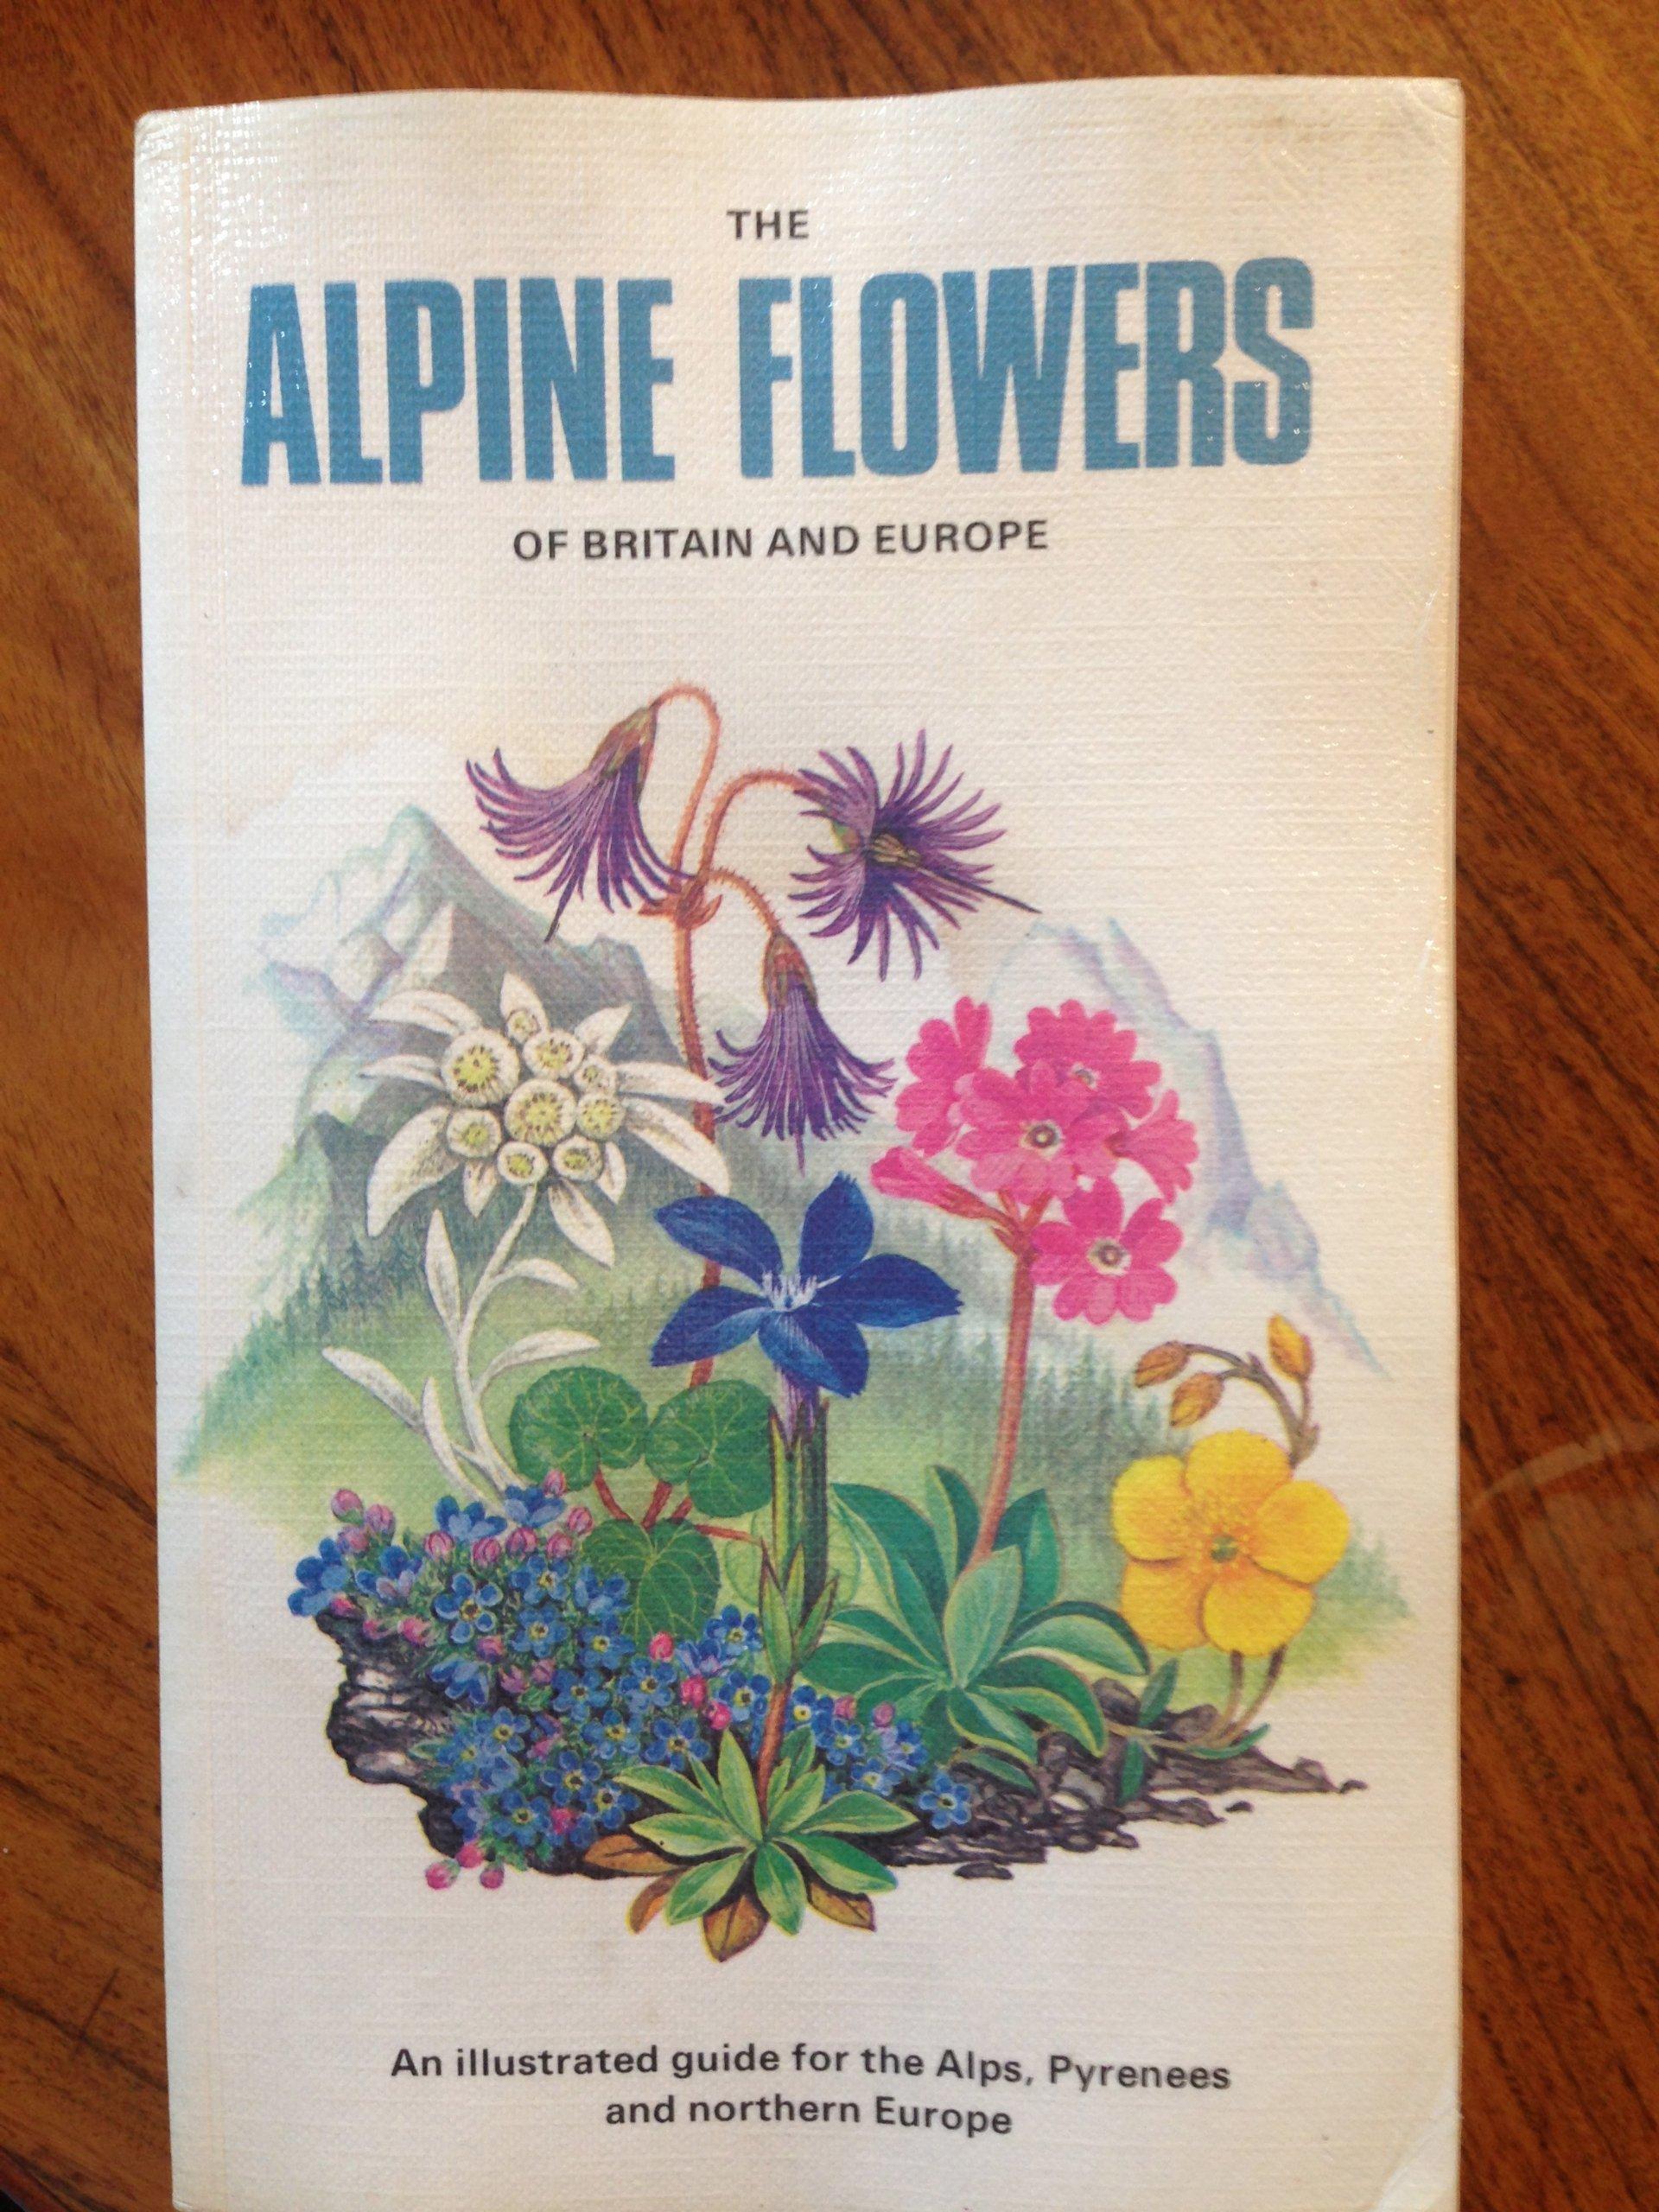 THE
ALPINE FLOWERS
OF BRITAIN AND EUROPE
An illustrated guide for the Alps, Pyrenees
and northern Europe